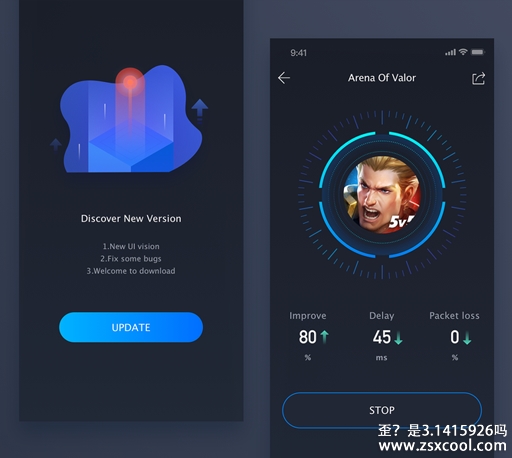 Discover New Version
1.New UI vision
2.Fix some bugs
3.Welcome to download
UPDATE
9:41
Arena Of Valor
5v5
Improve
Delay
Packet loss
80
45
0
%
ms
%
STOP
歪？是3.1415926吗
www.zsxcool.com